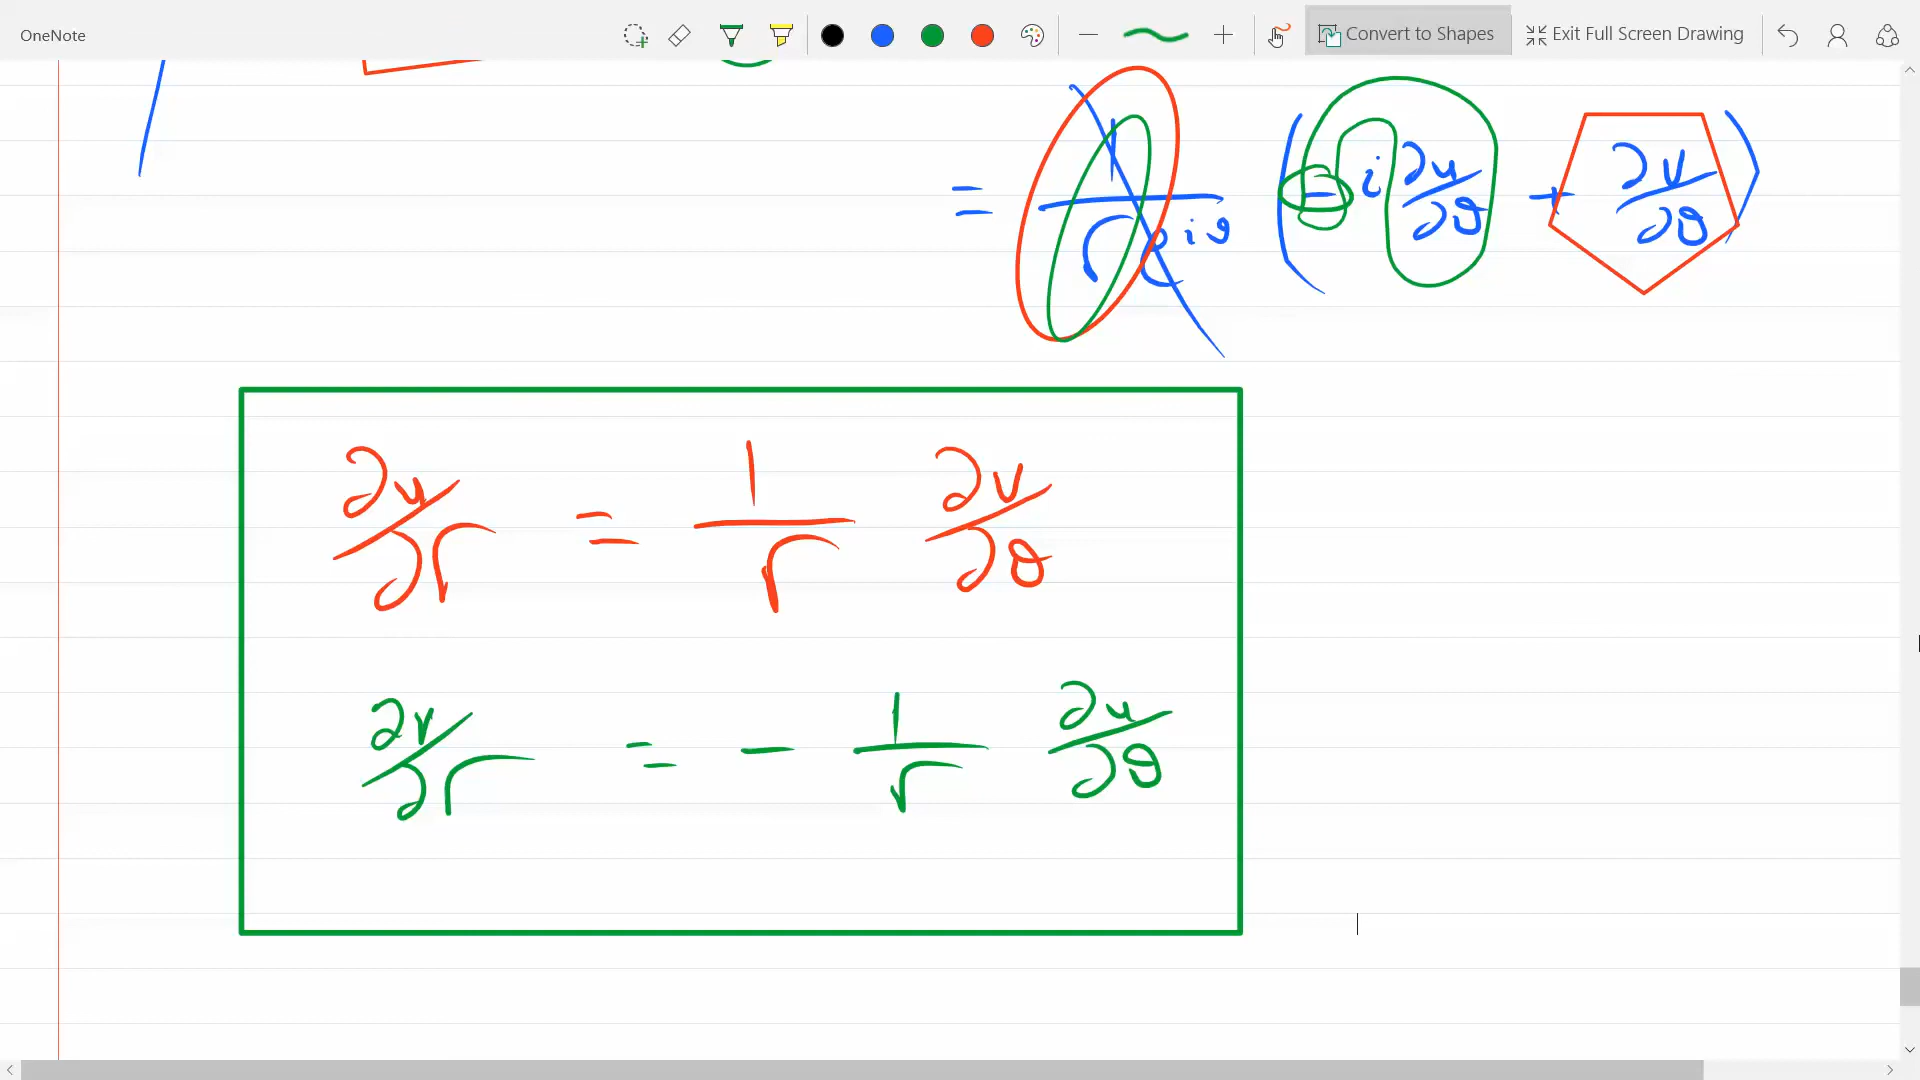 OneNote Convert to Shapes Exit Full Screen Drawing
= 1/(r e^{iθ}) ( − i ∂u/∂θ + ∂v/∂θ )
∂u/∂r = 1/r ∂v/∂θ
∂v/∂r = − 1/r ∂u/∂θ